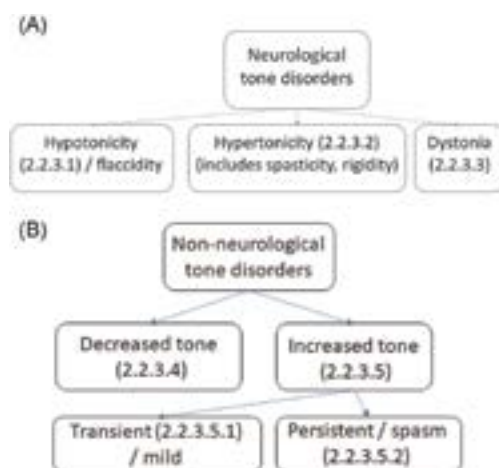 (A)
Neurological
tone disorders
Hypotonicity
(2.2.3.1) / flaccidity
Hypertonicity (2.2.3.2)
(includes spasticity, rigidity)
Dystonia
(2.2.3.3)
(B)
Non-neurological
tone disorders
Decreased tone
(2.2.3.4)
Increased tone
(2.2.3.5)
Transient (2.2.3.5.1)
/ mild
Persistent / spasm
(2.2.3.5.2)